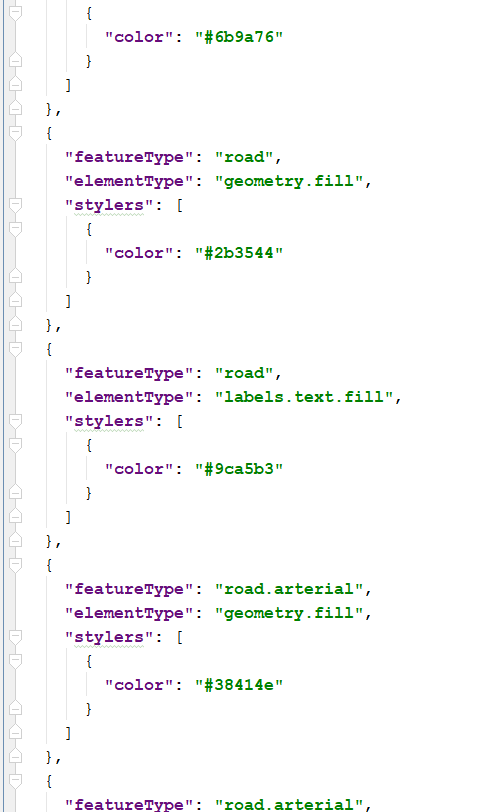 {
"color": "#6b9a76"
}
]
},
{
"featureType": "road",
"elementType": "geometry.fill",
"stylers": [
{
"color": "#2b3544"
}
]
},
{
"featureType": "road",
"elementType": "labels.text.fill",
"stylers": [
{
"color": "#9ca5b3"
}
]
},
{
"featureType": "road.arterial",
"elementType": "geometry.fill",
"stylers": [
{
"color": "#38414e"
}
]
},
{
"featureType": "road.arterial",